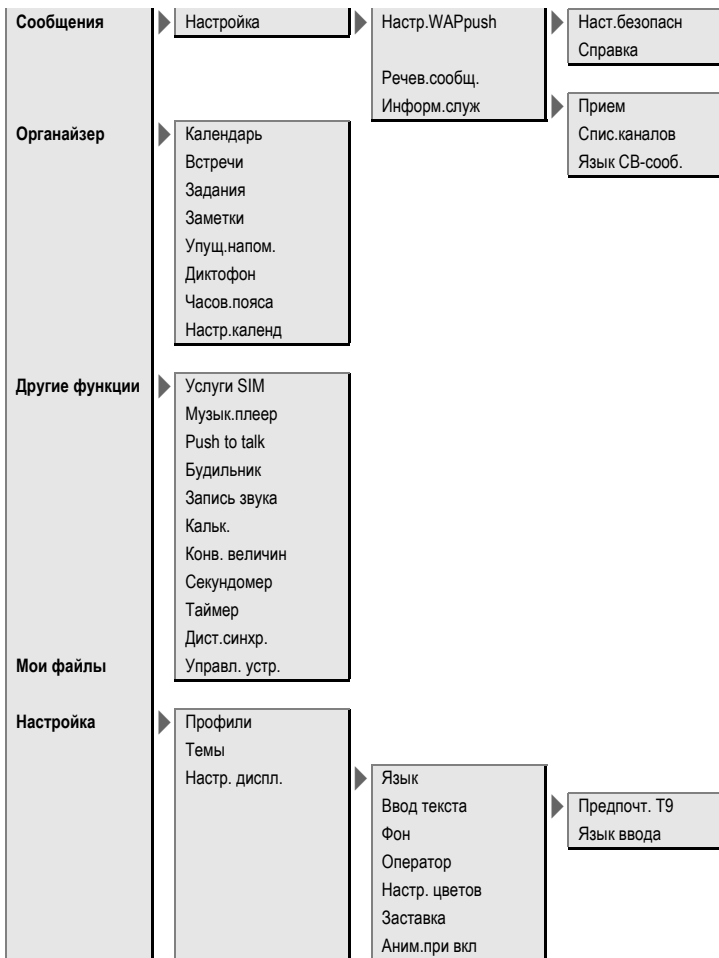 Сообщения Настройка Настр.WAPpush Наст.безопасн
Справка
Речев.сообщ.
Информ.служ Прием
Органайзер Календарь Спис.каналов
Встречи Язык CB-сооб.
Задания
Заметки
Упущ.напом.
Диктофон
Часов.пояса
Настр.календ
Другие функции Услуги SIM
Музык.плеер
Push to talk
Будильник
Запись звука
Кальк.
Конв. величин
Секундомер
Таймер
Дист.синхр.
Мои файлы Управл. устр.
Настройка Профили
Темы
Настр. диспл. Язык
Ввод текста Предпочт. T9
Фон Язык ввода
Оператор
Настр. цветов
Заставка
Аним.при вкл